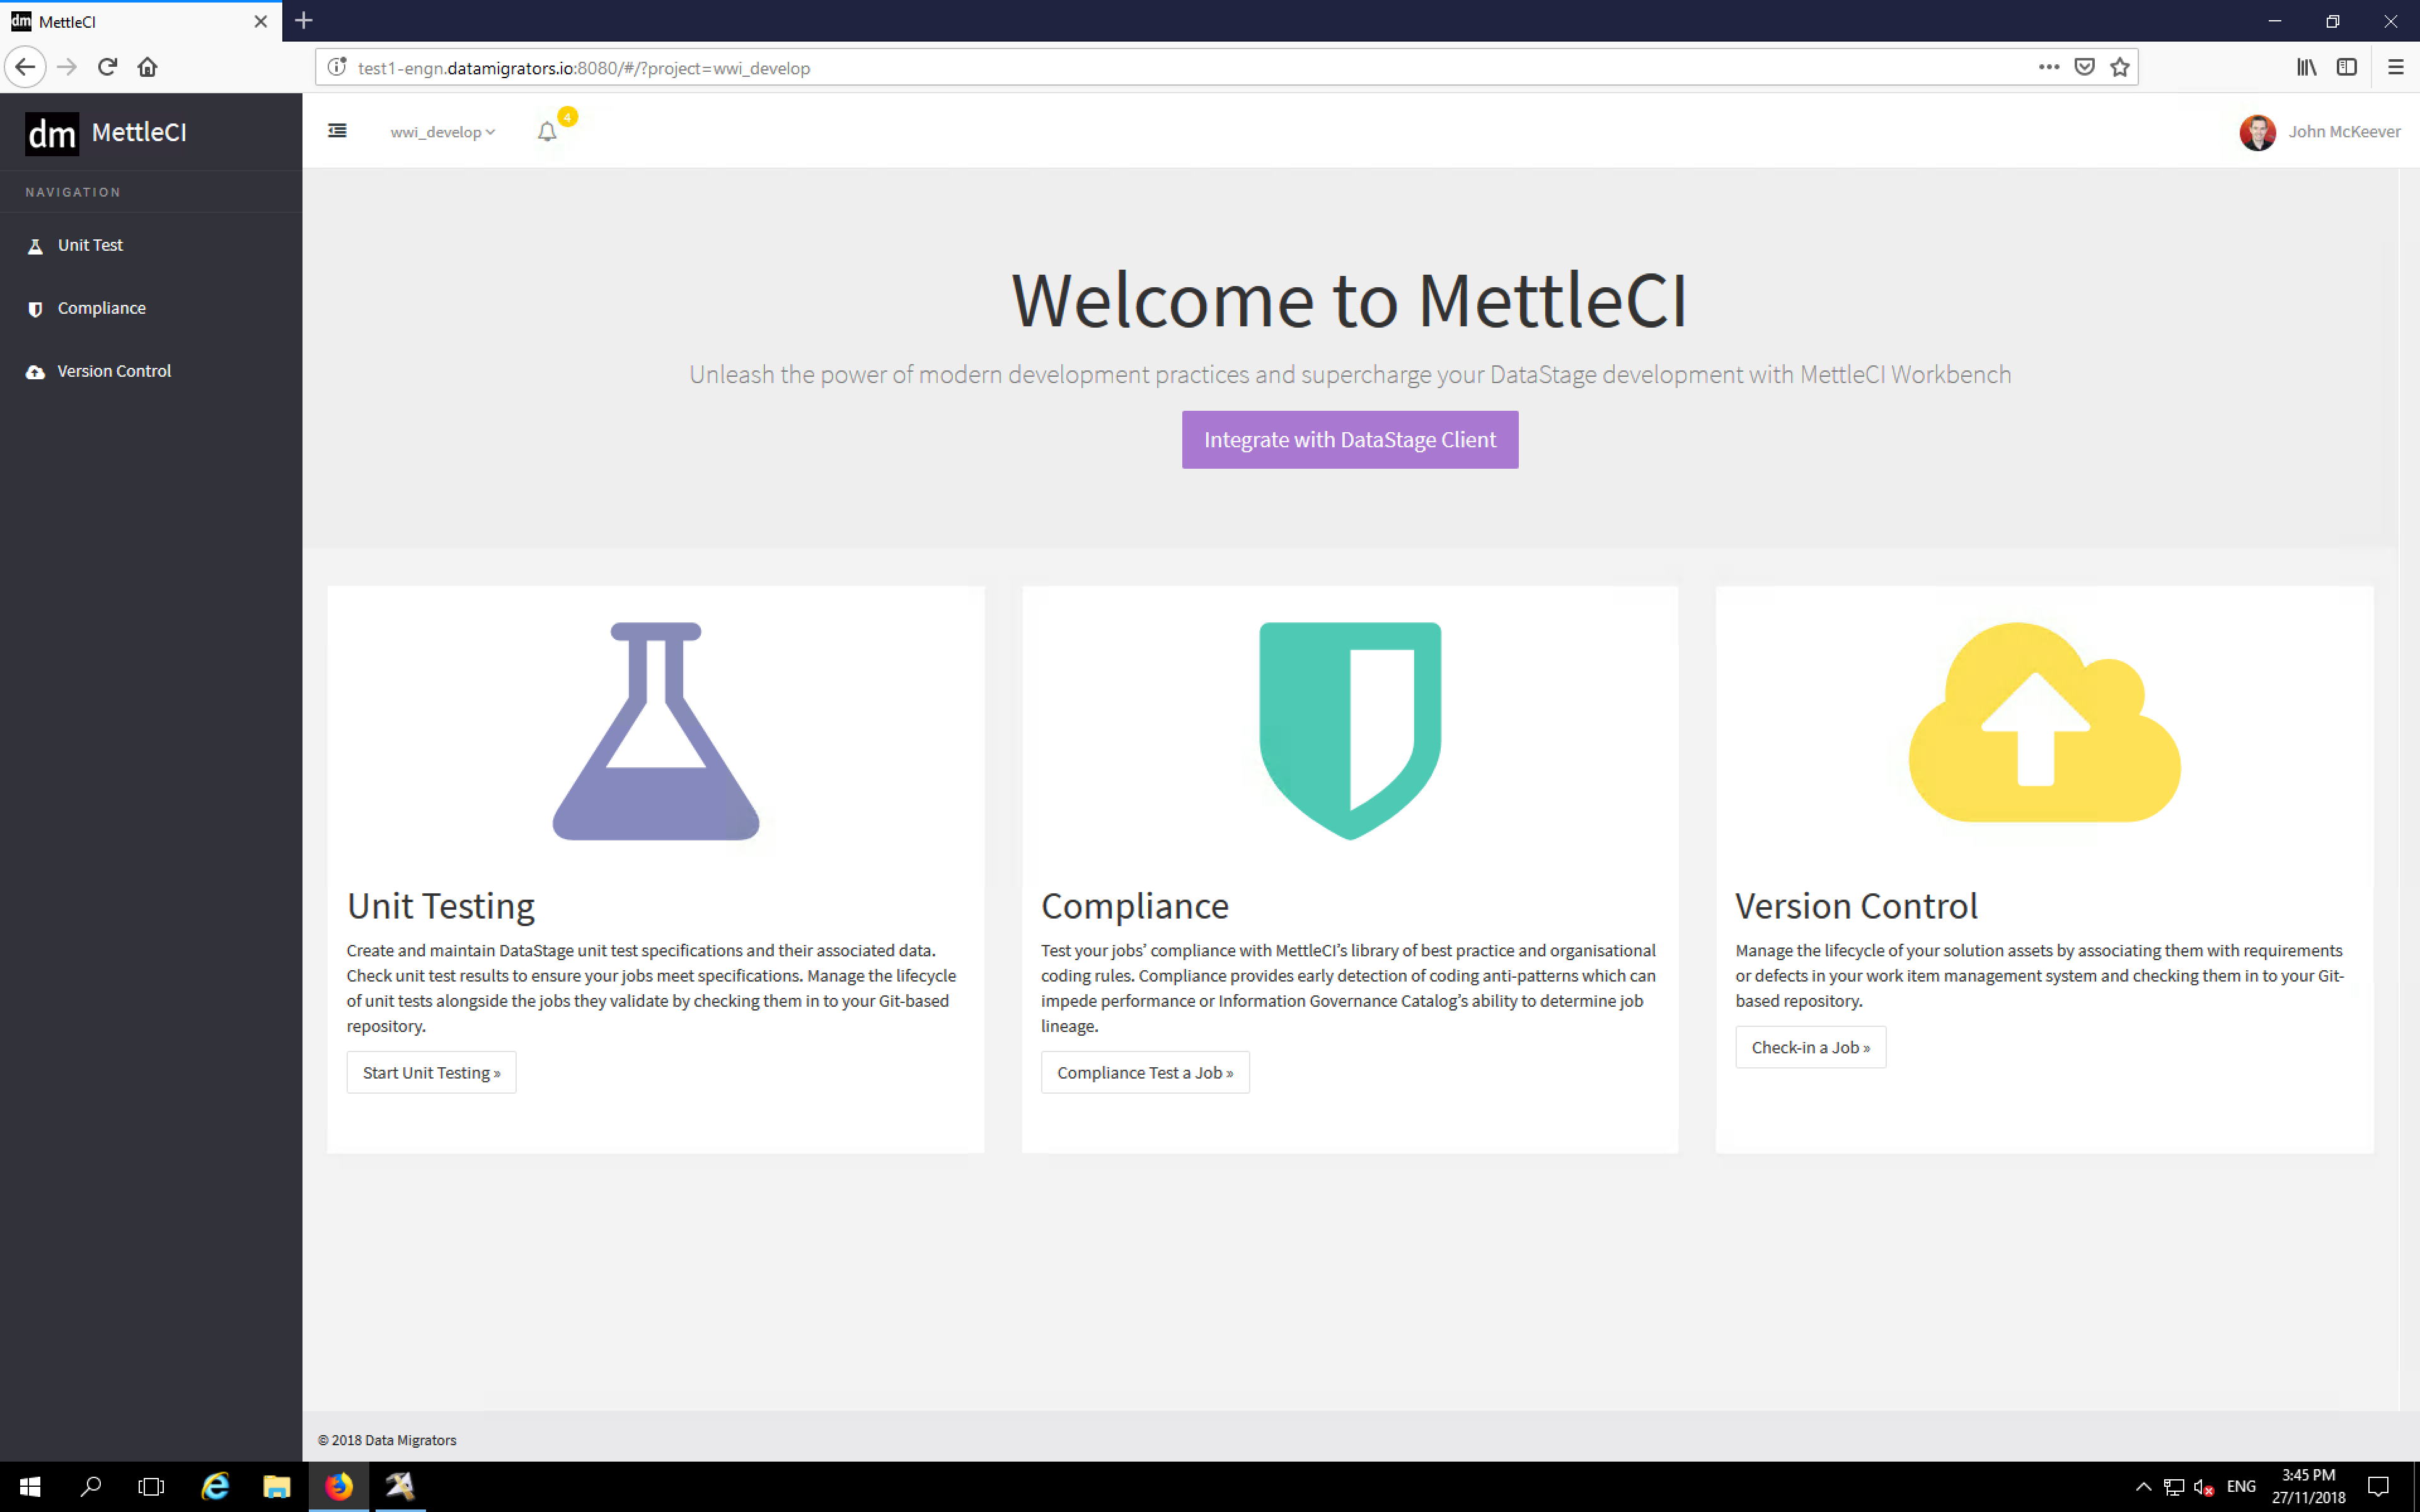 MettleCI
test1-engn.datamigrators.io:8080/#/?project=wwi_develop
dm MettleCI
wwi_develop
4
John McKeever
NAVIGATION
Unit Test
Compliance
Version Control
Welcome to MettleCI
Unleash the power of modern development practices and supercharge your DataStage development with MettleCI Workbench
Integrate with DataStage Client
Unit Testing
Create and maintain DataStage unit test specifications and their associated data.
Check unit test results to ensure your jobs meet specifications. Manage the lifecycle
of unit tests alongside the jobs they validate by checking them in to your Git-based
repository.
Start Unit Testing »
Compliance
Test your jobs’ compliance with MettleCI’s library of best practice and organisational
coding rules. Compliance provides early detection of coding anti-patterns which can
impede performance or Information Governance Catalog’s ability to determine job
lineage.
Compliance Test a Job »
Version Control
Manage the lifecycle of your solution assets by associating them with requirements
or defects in your work item management system and checking them in to your Git-
based repository.
Check-in a Job »
© 2018 Data Migrators
ENG
3:45 PM
27/11/2018